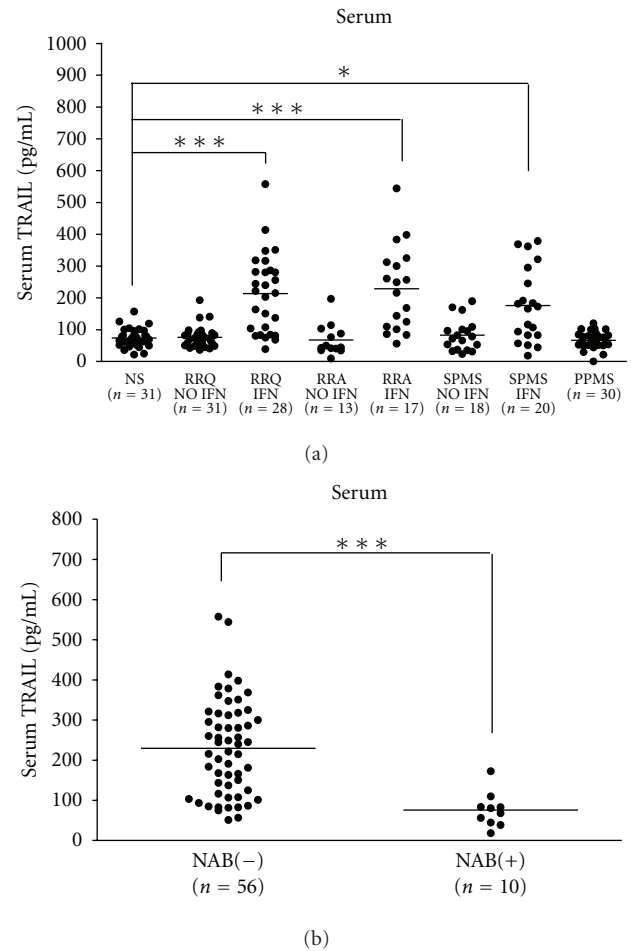 Serum
1000
900
800
700
600
500
400
300
200
100
0
Serum TRAIL (pg/mL)
*
* * *
* * *
NS
(n = 31)
RRQ
NO IFN
(n = 31)
RRQ
IFN
(n = 28)
RRA
NO IFN
(n = 13)
RRA
IFN
(n = 17)
SPMS
NO IFN
(n = 18)
SPMS
IFN
(n = 20)
PPMS
(n = 30)
(a)
Serum
800
700
600
500
400
300
200
100
0
Serum TRAIL (pg/mL)
* * *
NAB(−)
(n = 56)
NAB(+)
(n = 10)
(b)